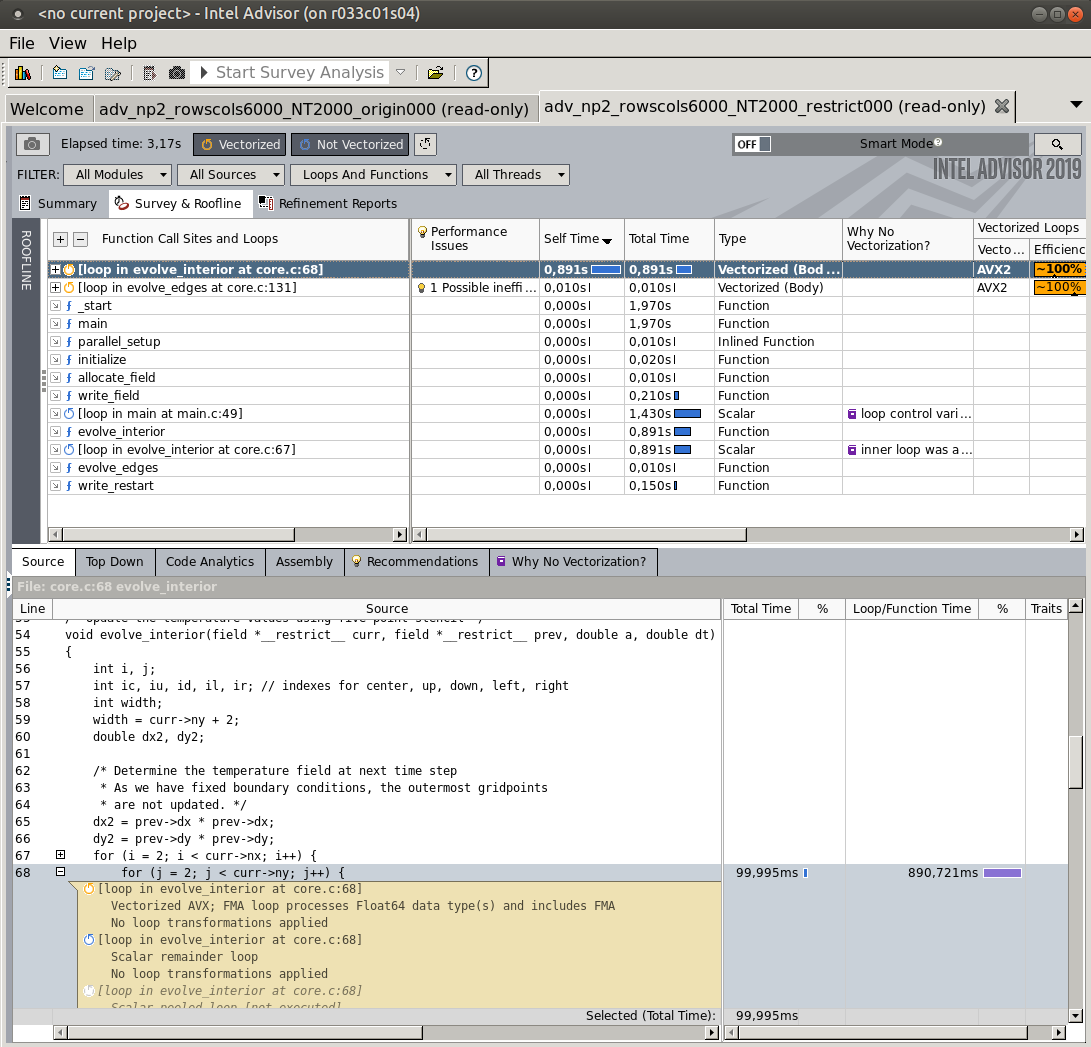 <no current project> - Intel Advisor (on r033c01s04)
File View Help
Start Survey Analysis
Welcome adv_np2_rowscols6000_NT2000_origin000 (read-only) adv_np2_rowscols6000_NT2000_restrict000 (read-only)
Elapsed time: 3,17s Vectorized Not Vectorized OFF Smart Mode
FILTER: All Modules All Sources Loops And Functions All Threads INTEL ADVISOR 2019
Summary Survey & Roofline Refinement Reports
ROOFLINE
Function Call Sites and Loops Performance Issues Self Time Total Time Type Why No Vectorization? Vectorized Loops
Vecto... Efficienc
[loop in evolve_interior at core.c:68] 0,891s 0,891s Vectorized (Bod... AVX2 ~100%
[loop in evolve_edges at core.c:131] 1 Possible ineffi... 0,010s 0,010s Vectorized (Body) AVX2 ~100%
f _start 0,000s 1,970s Function
f main 0,000s 1,970s Function
f parallel_setup 0,000s 0,010s Inlined Function
f initialize 0,000s 0,020s Function
f allocate_field 0,000s 0,010s Function
f write_field 0,000s 0,210s Function
[loop in main at main.c:49] 0,000s 1,430s Scalar loop control vari...
f evolve_interior 0,000s 0,891s Function
[loop in evolve_interior at core.c:67] 0,000s 0,891s Scalar inner loop was a...
f evolve_edges 0,000s 0,010s Function
f write_restart 0,000s 0,150s Function
Source Top Down Code Analytics Assembly Recommendations Why No Vectorization?
File: core.c:68 evolve_interior
Line Source Total Time % Loop/Function Time % Traits
54 void evolve_interior(field *__restrict__ curr, field *__restrict__ prev, double a, double dt)
55 {
56 int i, j;
57 int ic, iu, id, il, ir; // indexes for center, up, down, left, right
58 int width;
59 width = curr->ny + 2;
60 double dx2, dy2;
61
62 /* Determine the temperature field at next time step
63 * As we have fixed boundary conditions, the outermost gridpoints
64 * are not updated. */
65 dx2 = prev->dx * prev->dx;
66 dy2 = prev->dy * prev->dy;
67 for (i = 2; i < curr->nx; i++) {
68 for (j = 2; j < curr->ny; j++) { 99,995ms 890,721ms
[loop in evolve_interior at core.c:68]
Vectorized AVX; FMA loop processes Float64 data type(s) and includes FMA
No loop transformations applied
[loop in evolve_interior at core.c:68]
Scalar remainder loop
No loop transformations applied
[loop in evolve_interior at core.c:68]
Selected (Total Time): 99,995ms